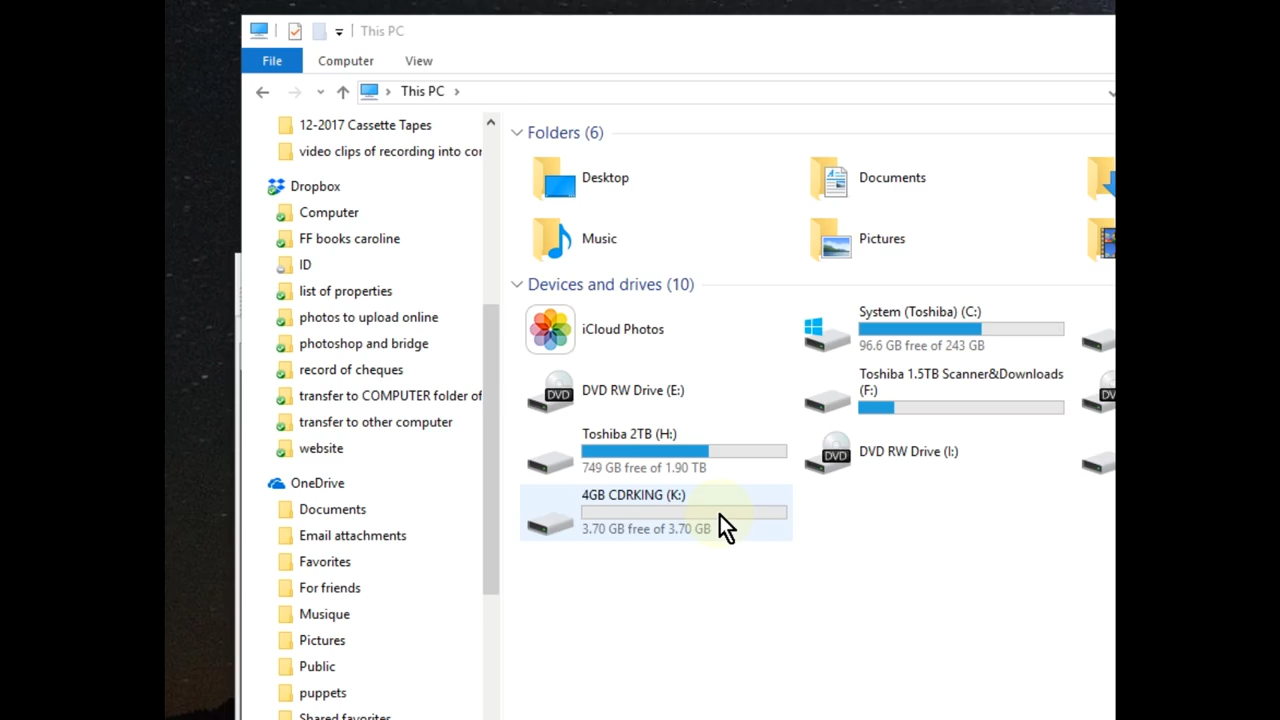 This PC
File Computer View
This PC
12-2017 Cassette Tapes
video clips of recording into cor
Dropbox
Computer
FF books caroline
ID
list of properties
photos to upload online
photoshop and bridge
record of cheques
transfer to COMPUTER folder of
transfer to other computer
website
OneDrive
Documents
Email attachments
Favorites
For friends
Musique
Pictures
Public
puppets
Shared favorites
Folders (6)
Desktop
Documents
Music
Pictures
Devices and drives (10)
iCloud Photos
System (Toshiba) (C:)
96.6 GB free of 243 GB
DVD
DVD RW Drive (E:)
Toshiba 1.5TB Scanner&Downloads
(F:)
DV
Toshiba 2TB (H:)
749 GB free of 1.90 TB
DVD
DVD RW Drive (I:)
4GB CDRKING (K:)
3.70 GB free of 3.70 GB